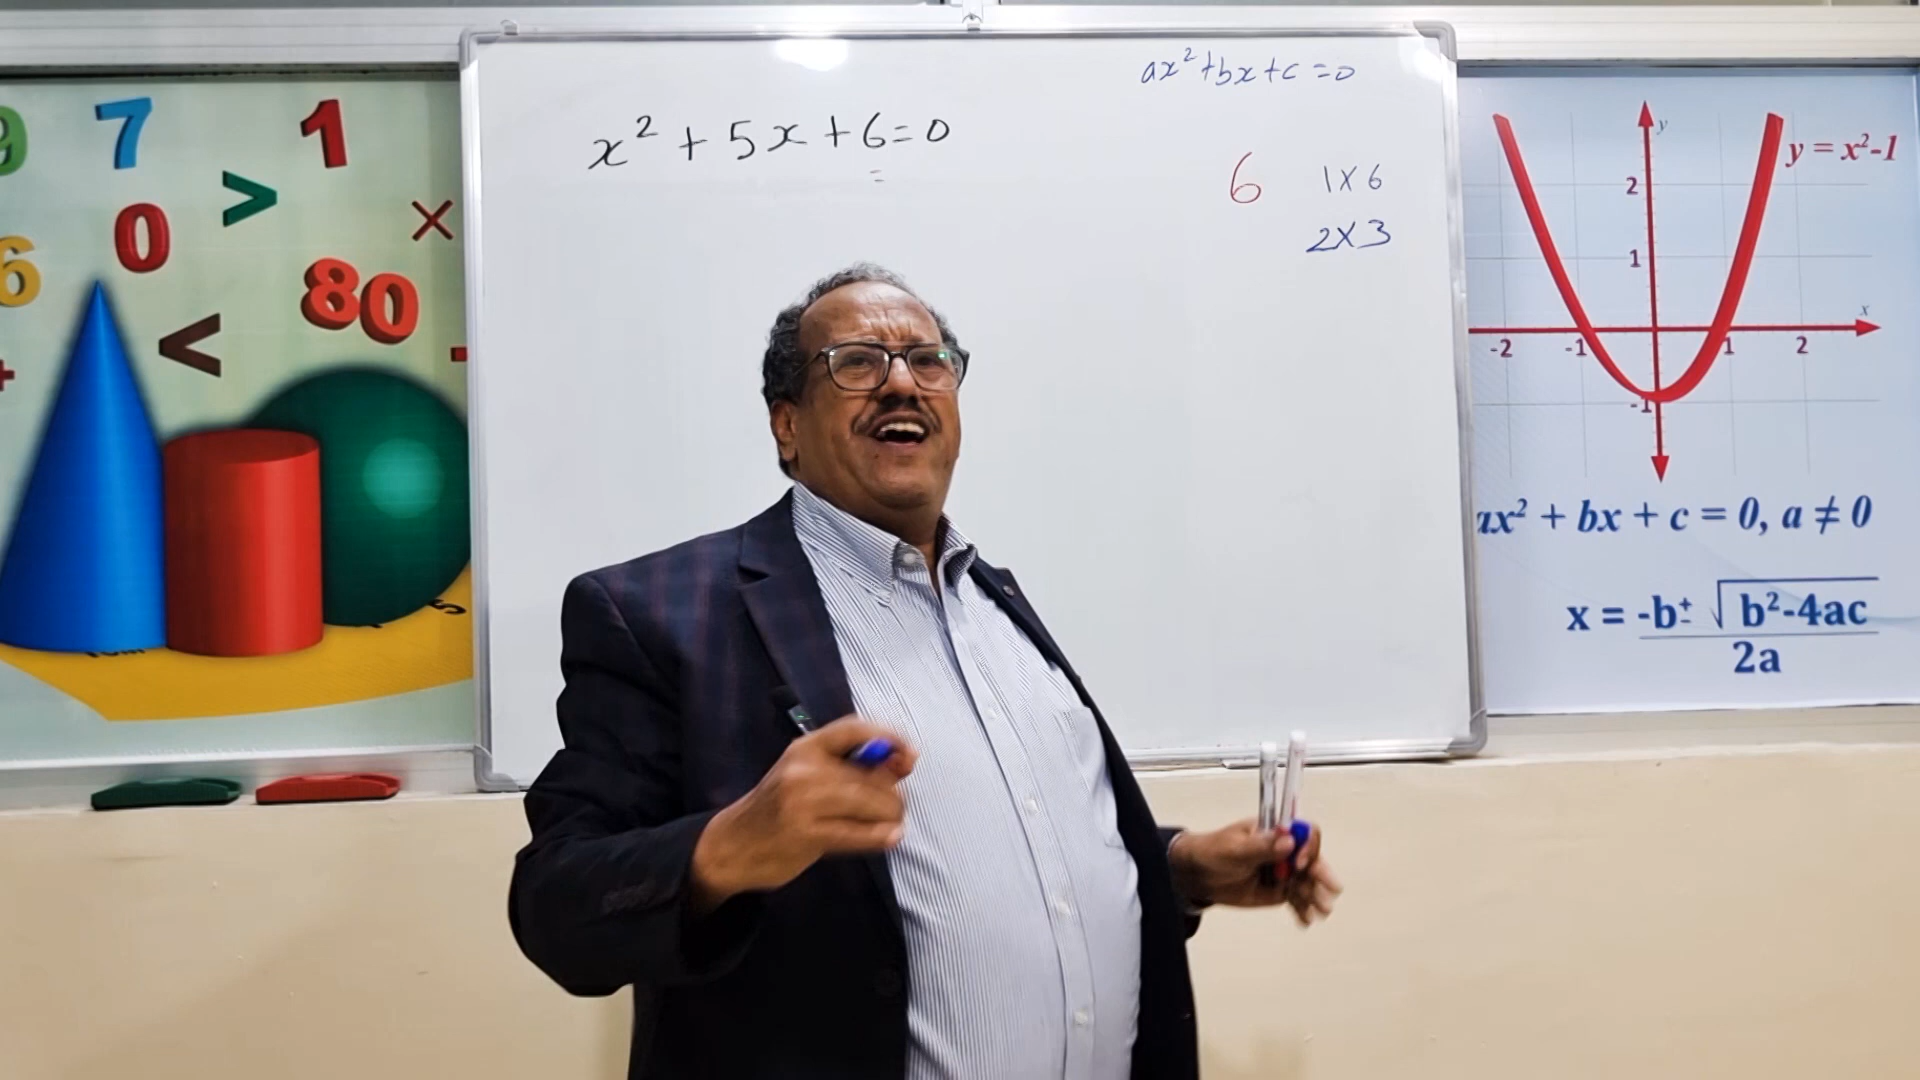 9 7 1
> ×
0
6 80
<
+ -
5
x² + 5x + 6 = 0
=
ax² + bx + c = 0
6 1 X 6
2 X 3
y
y = x²-1
2
1
x
-2 -1 1 2
-1
ax² + bx + c = 0, a ≠ 0
x = -b± √b²-4ac
2a